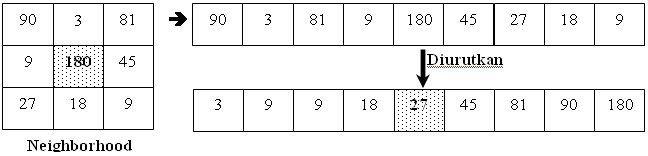 90 3 81
9 180 45
27 18 9
Neighborhood
90 3 81 9 180 45 27 18 9
Diurutkan
3 9 9 18 27 45 81 90 180